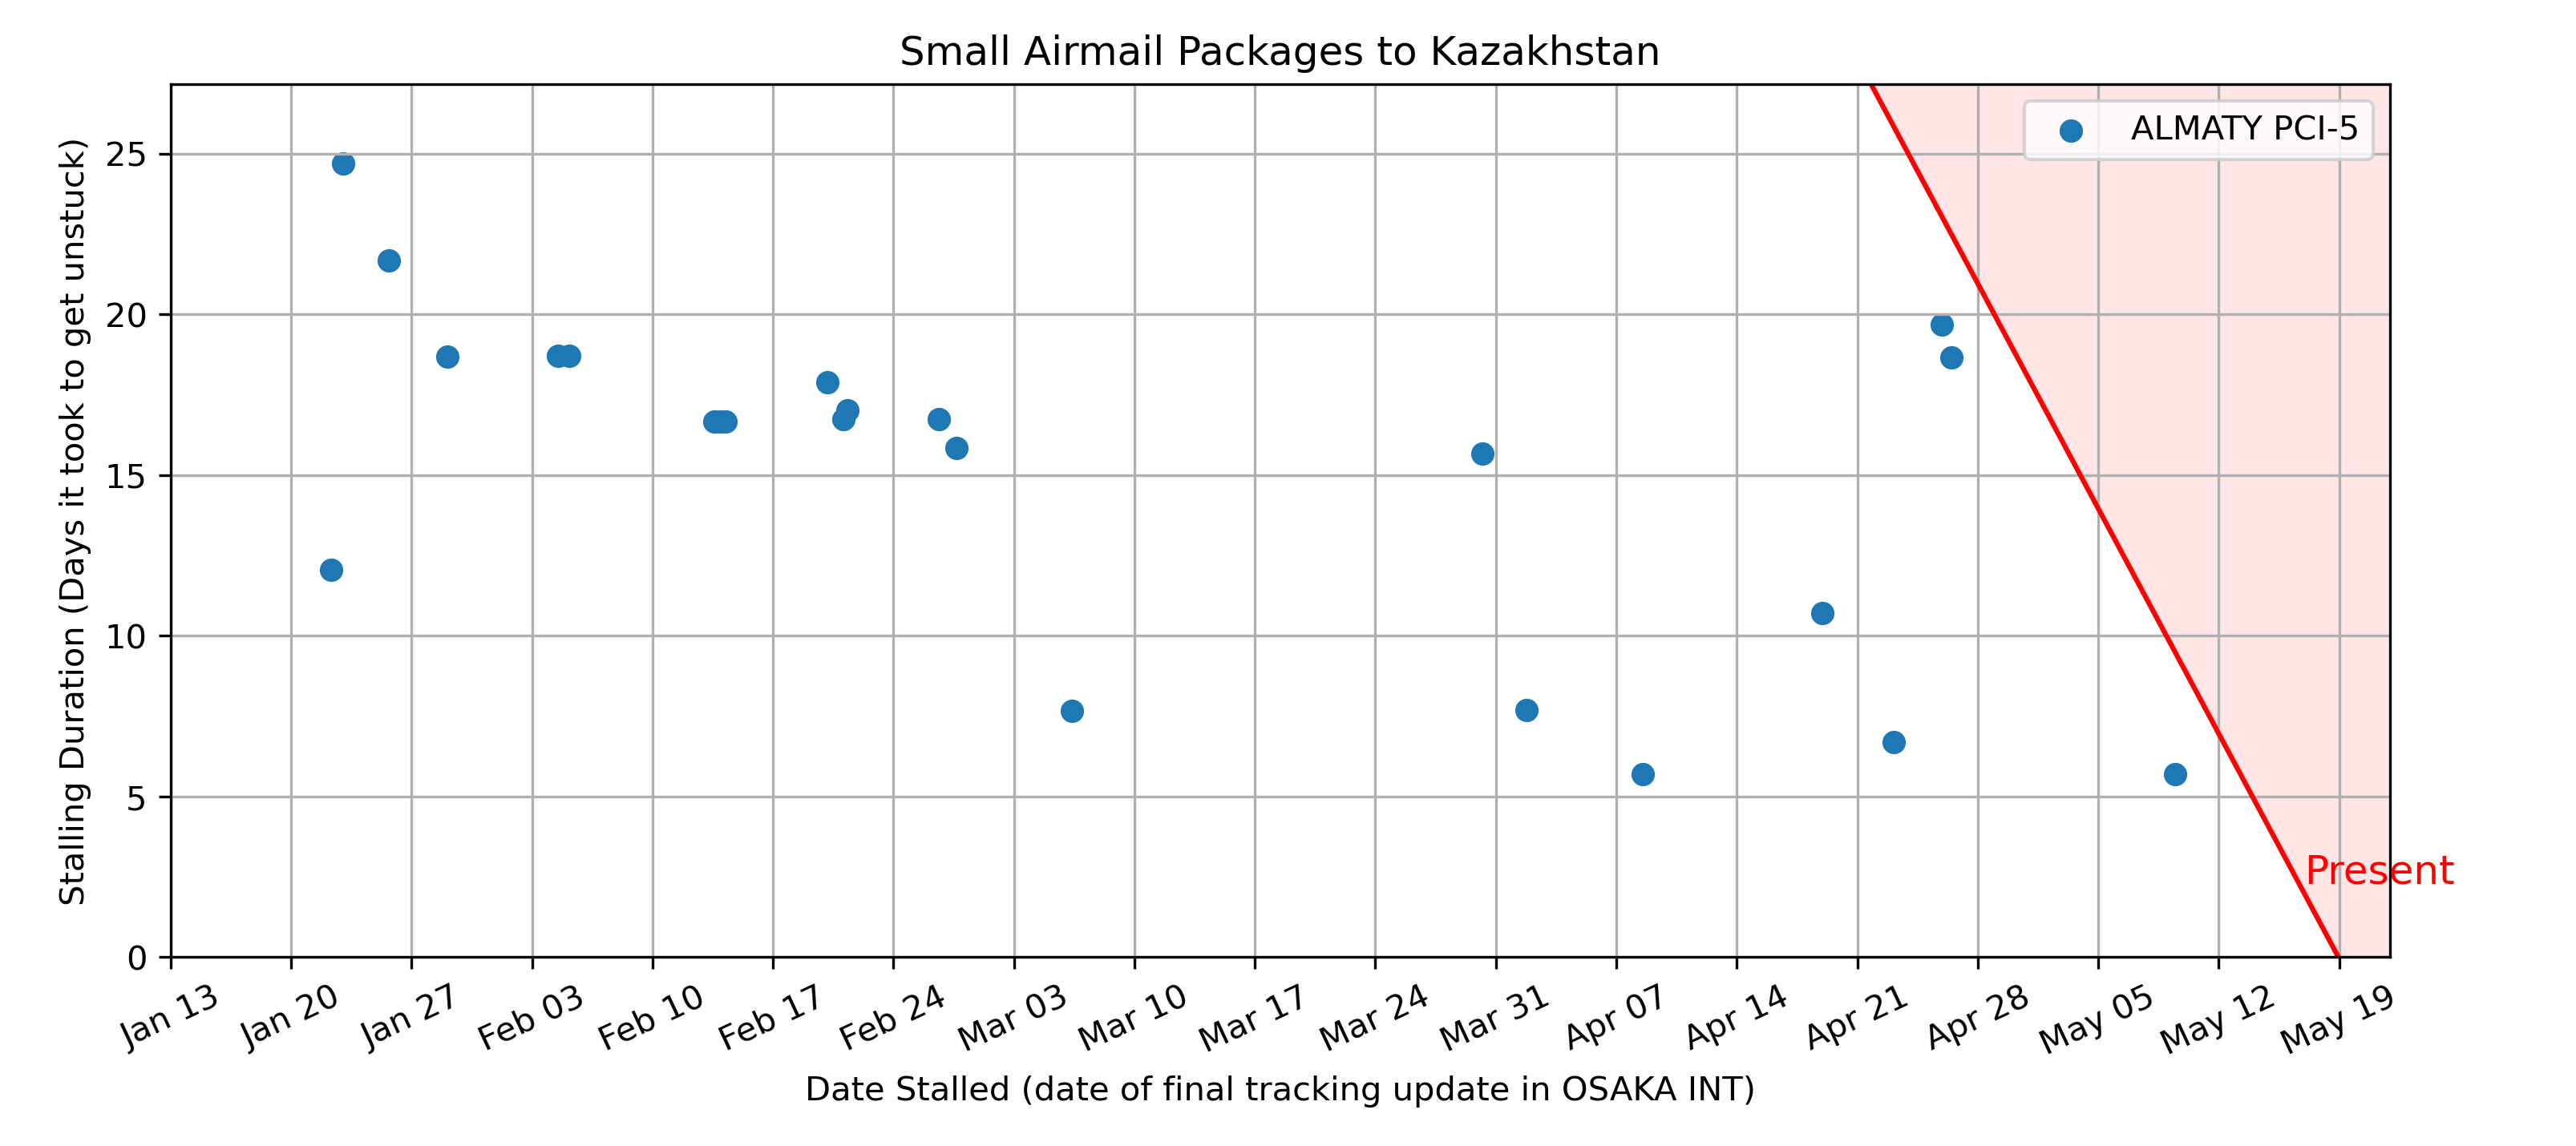 Small Airmail Packages to Kazakhstan
ALMATY PCI-5
Stalling Duration (Days it took to get unstuck)
25
20
15
10
5
0
Present
Jan 13
Jan 20
Jan 27
Feb 03
Feb 10
Feb 17
Feb 24
Mar 03
Mar 10
Mar 17
Mar 24
Mar 31
Apr 07
Apr 14
Apr 21
Apr 28
May 05
May 12
May 19
Date Stalled (date of final tracking update in OSAKA INT)